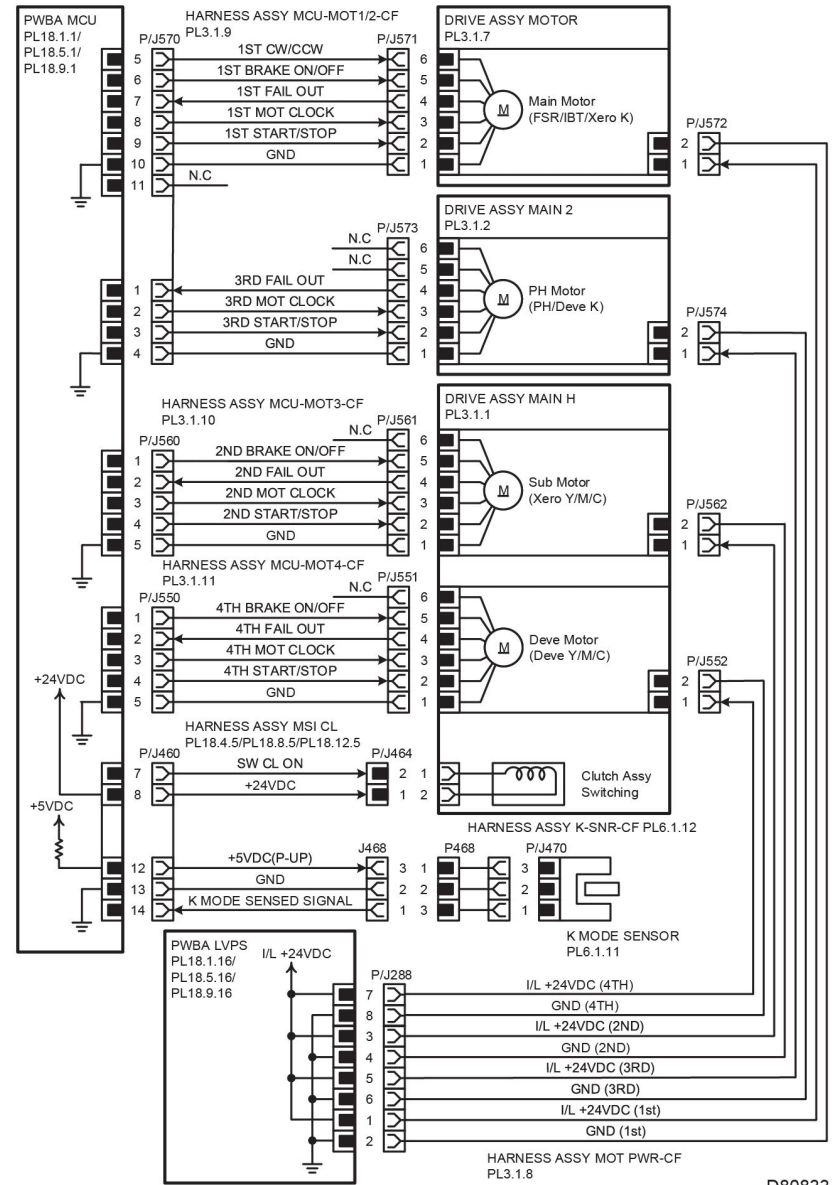 PWBA MCU
PL18.1.1/
PL18.5.1/
PL18.9.1
HARNESS ASSY MCU-MOT1/2-CF
PL3.1.9
P/J570
P/J571
5 1ST CW/CCW 6
6 1ST BRAKE ON/OFF 5
7 1ST FAIL OUT 4
8 1ST MOT CLOCK 3
9 1ST START/STOP 2
10 GND 1
11 N.C
DRIVE ASSY MOTOR
PL3.1.7
M
Main Motor
(FSR/IBT/Xero K)
P/J572
2
1
DRIVE ASSY MAIN 2
PL3.1.2
P/J573
N.C 6
N.C 5
1 3RD FAIL OUT 4
2 3RD MOT CLOCK 3
3 3RD START/STOP 2
4 GND 1
M
PH Motor
(PH/Deve K)
P/J574
2
1
HARNESS ASSY MCU-MOT3-CF
PL3.1.10
P/J560
P/J561
N.C 6
1 2ND BRAKE ON/OFF 5
2 2ND FAIL OUT 4
3 2ND MOT CLOCK 3
4 2ND START/STOP 2
5 GND 1
DRIVE ASSY MAIN H
PL3.1.1
M
Sub Motor
(Xero Y/M/C)
P/J562
2
1
HARNESS ASSY MCU-MOT4-CF
PL3.1.11
P/J550
P/J551
N.C 6
1 4TH BRAKE ON/OFF 5
2 4TH FAIL OUT 4
3 4TH MOT CLOCK 3
4 4TH START/STOP 2
5 GND 1
M
Deve Motor
(Deve Y/M/C)
P/J552
2
1
+24VDC
HARNESS ASSY MSI CL
PL18.4.5/PL18.8.5/PL18.12.5
P/J460
P/J464
7 SW CL ON 2 1
8 +24VDC 1 2
Clutch Assy
Switching
+5VDC
HARNESS ASSY K-SNR-CF PL6.1.12
J468
P468
P/J470
12 +5VDC(P-UP) 3 1 3
13 GND 2 2 2
14 K MODE SENSED SIGNAL 1 3 1
K MODE SENSOR
PL6.1.11
PWBA LVPS
PL18.1.16/
PL18.5.16/
PL18.9.16
I/L +24VDC
P/J288
7 I/L +24VDC (4TH)
8 GND (4TH)
3 I/L +24VDC (2ND)
4 GND (2ND)
5 I/L +24VDC (3RD)
6 GND (3RD)
1 I/L +24VDC (1st)
2 GND (1st)
HARNESS ASSY MOT PWR-CF
PL3.1.8